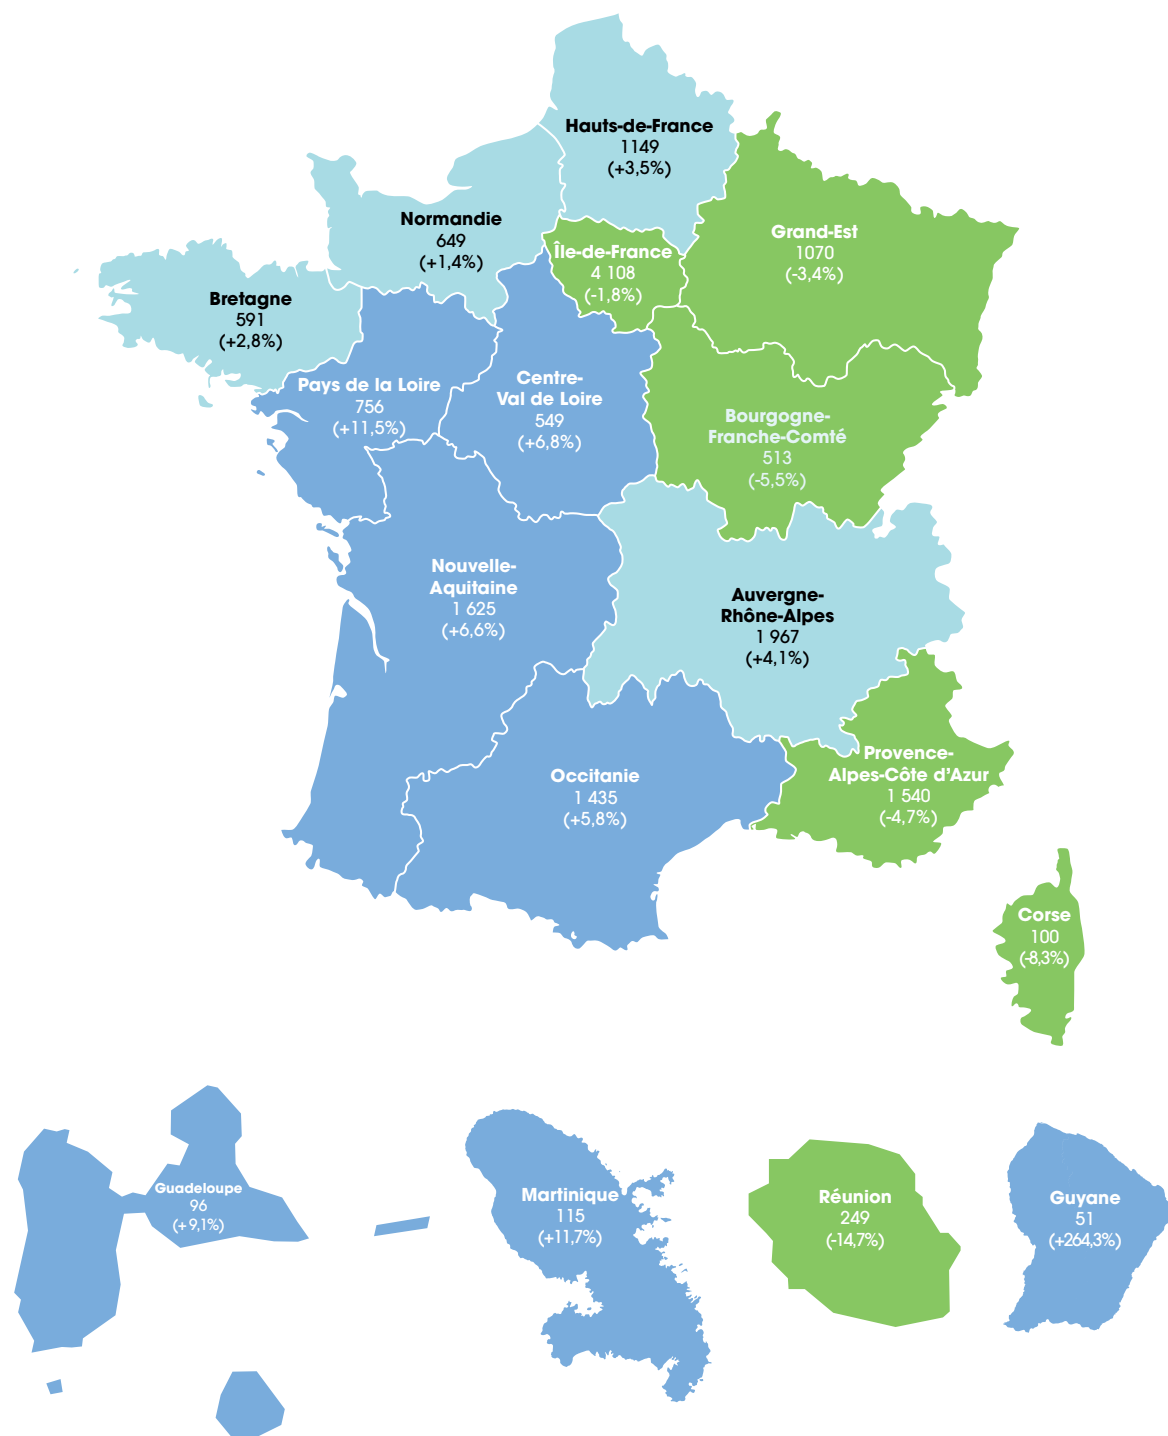 Hauts-de-France
1149
(+3,5%)
Normandie
649
(+1,4%)
Île-de-France
4 108
(-1,8%)
Grand-Est
1070
(-3,4%)
Bretagne
591
(+2,8%)
Pays de la Loire
756
(+11,5%)
Centre-
Val de Loire
549
(+6,8%)
Bourgogne-
Franche-Comté
513
(-5,5%)
Nouvelle-
Aquitaine
1 625
(+6,6%)
Auvergne-
Rhône-Alpes
1 967
(+4,1%)
Occitanie
1 435
(+5,8%)
Provence-
Alpes-Côte d'Azur
1 540
(-4,7%)
Corse
100
(-8,3%)
Guadeloupe
96
(+ 9,1%)
Martinique
115
(+11,7%)
Réunion
249
(-14,7%)
Guyane
51
(+264,3%)